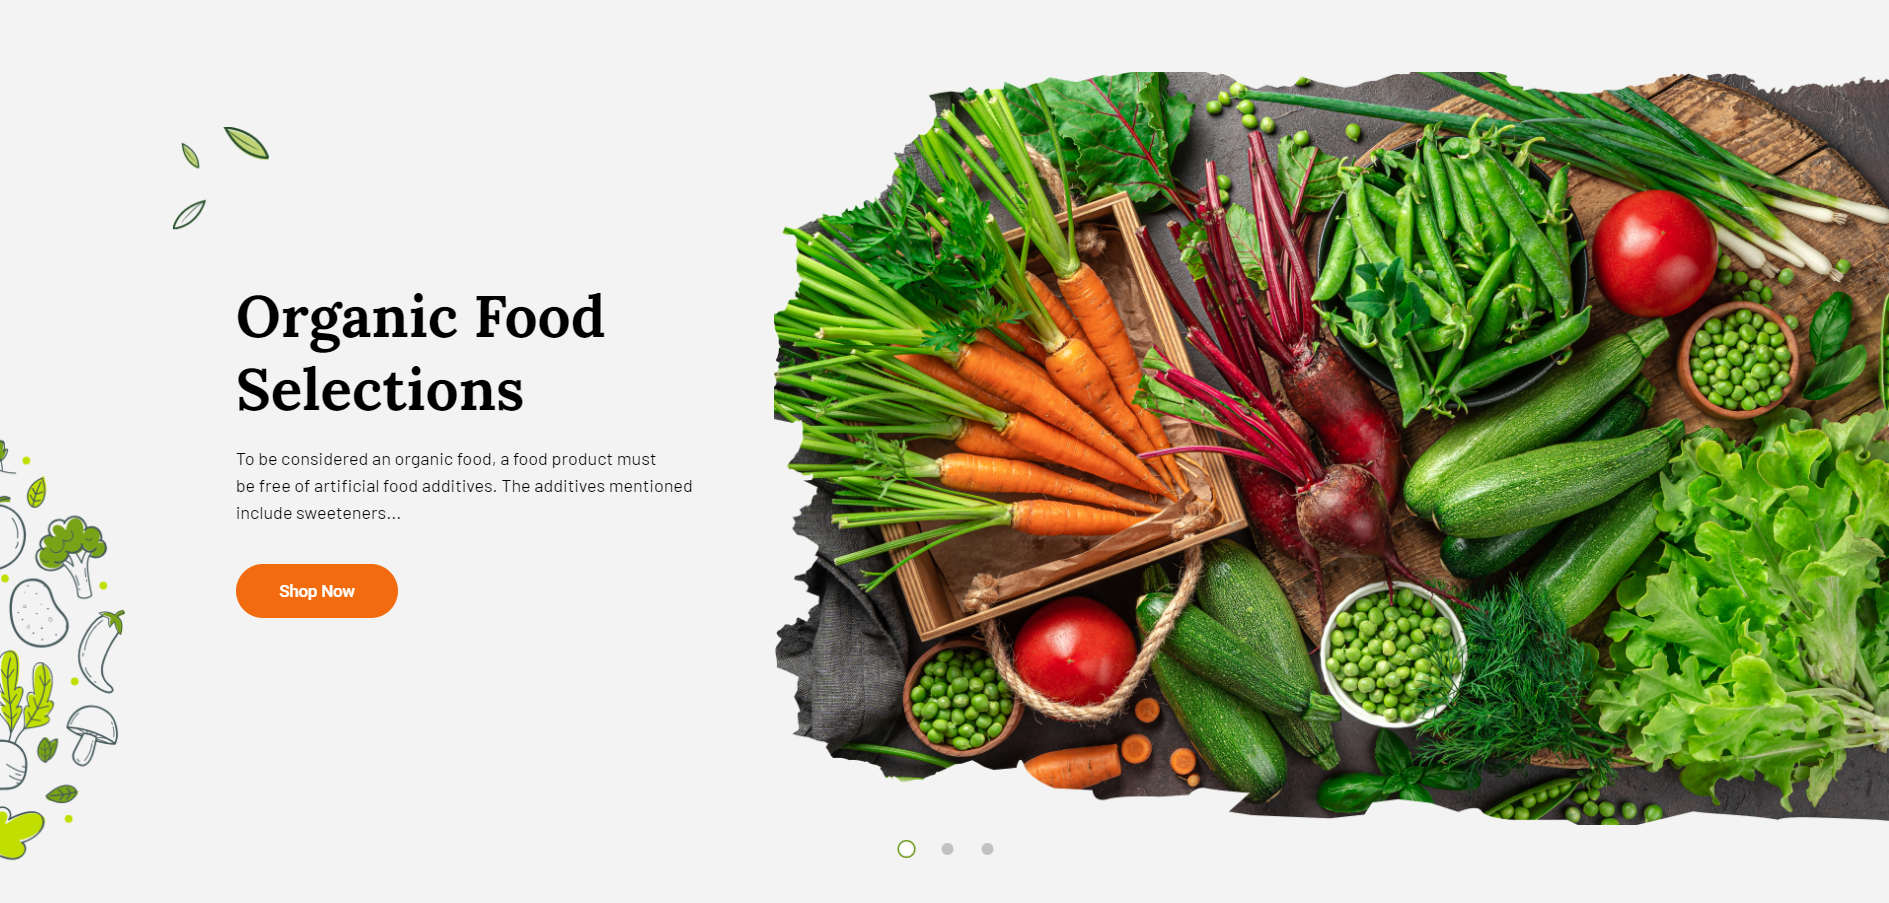 Organic Food
Selections
To be considered an organic food, a food product must
be free of artificial food additives. The additives mentioned
include sweeteners...
Shop Now